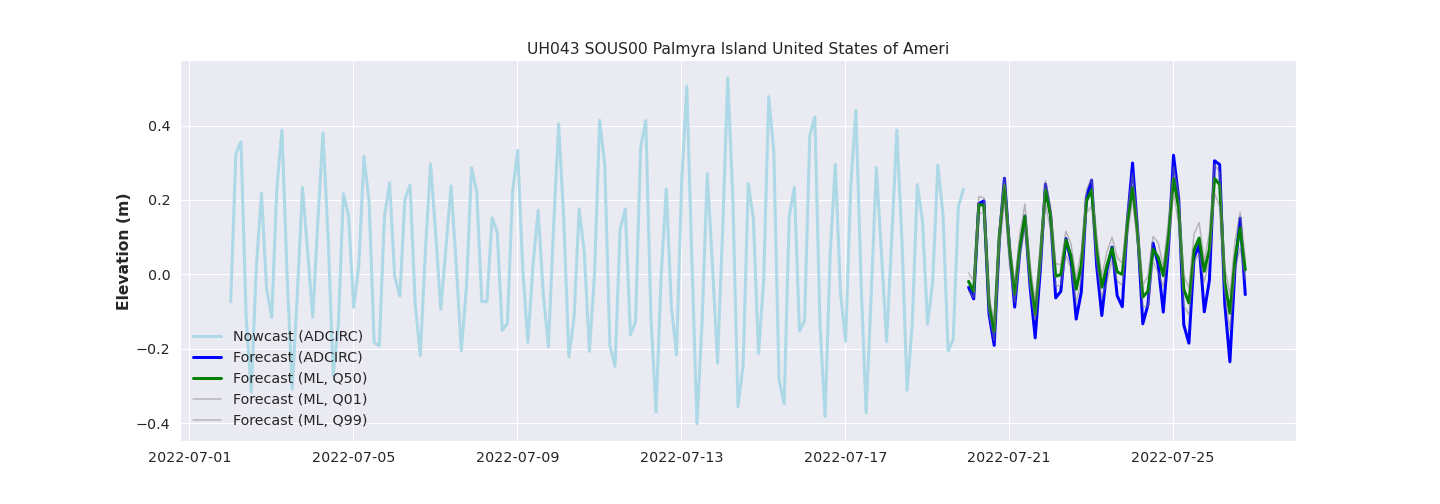 UH043 SOUS00 Palmyra Island United States of Ameri
Elevation (m)
0.4
0.2
0.0
−0.2
−0.4
Nowcast (ADCIRC)
Forecast (ADCIRC)
Forecast (ML, Q50)
Forecast (ML, Q01)
Forecast (ML, Q99)
2022-07-01 2022-07-05 2022-07-09 2022-07-13 2022-07-17 2022-07-21 2022-07-25